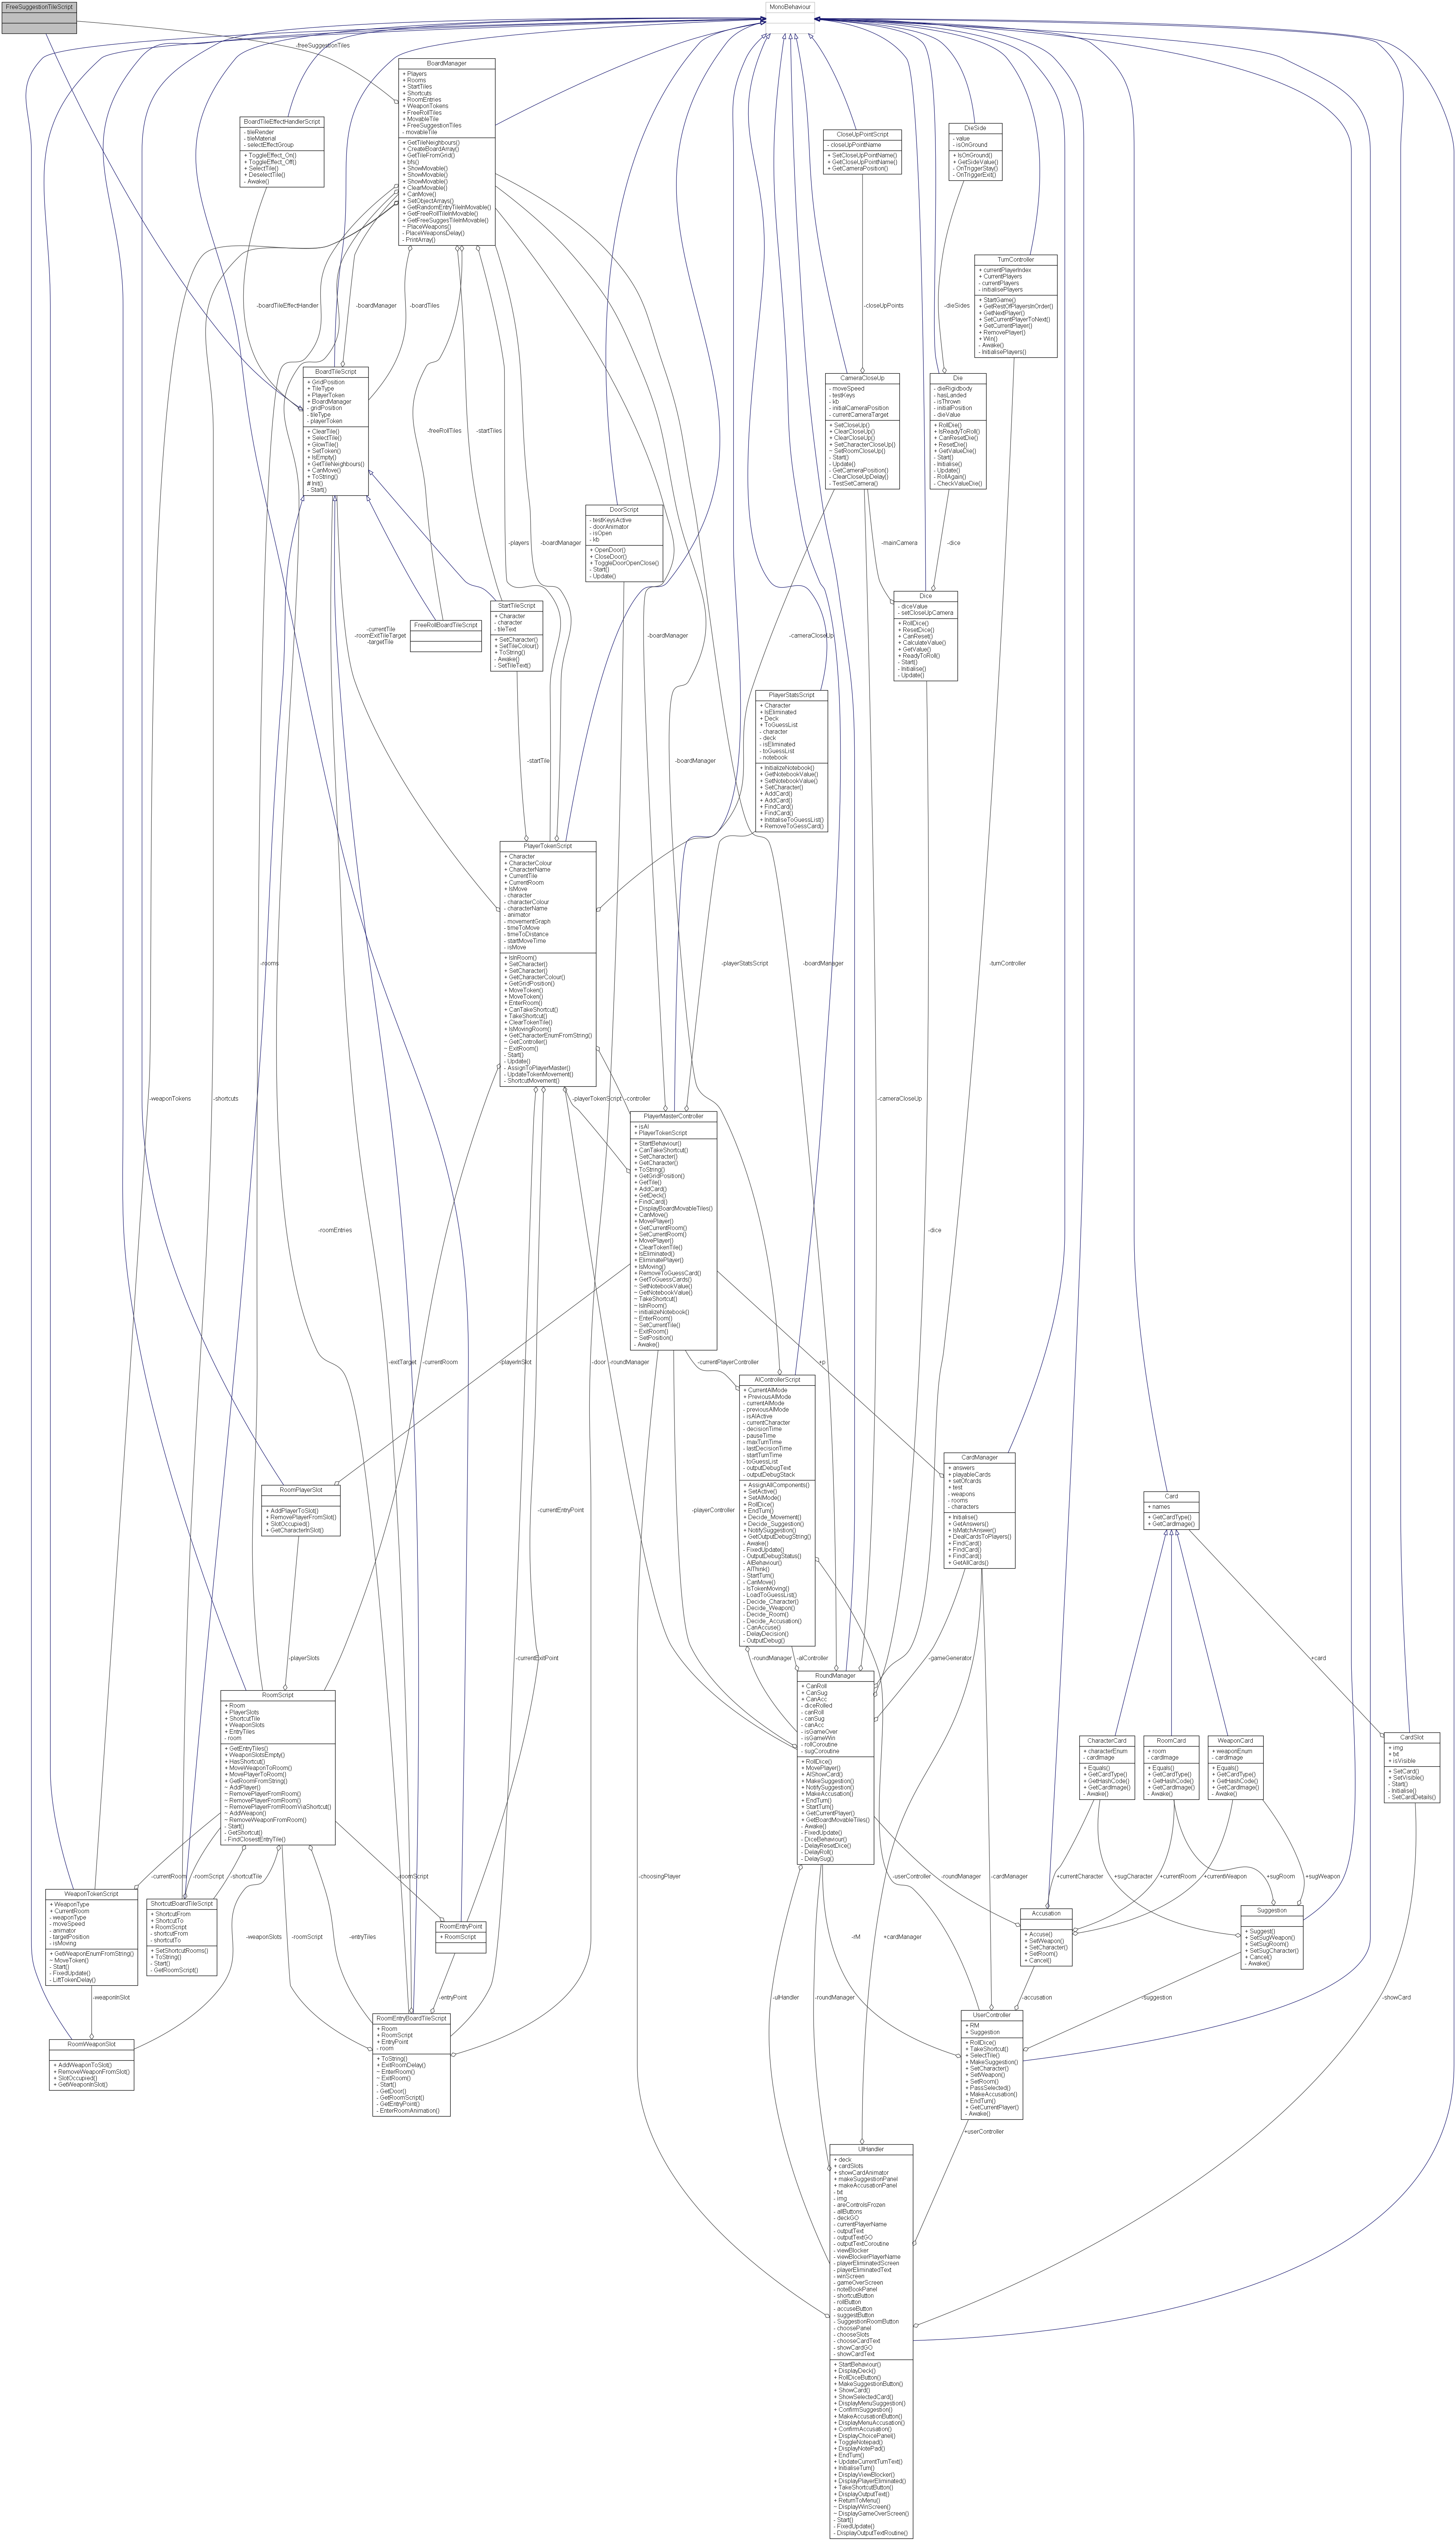 FreeSuggestionTileScript
MonoBehaviour
-freeSuggestionTiles
BoardManager
+ Players
+ Rooms
+ StartTiles
+ Shortcuts
+ RoomEntries
+ WeaponTokens
+ FreeRollTiles
+ MovableTile
+ FreeSuggestionTiles
- movableTile
+ GetTileNeighbours()
+ CreateBoardArray()
+ GetTileFromGrid()
+ bfs()
+ ShowMovable()
+ ShowMovable()
+ ShowMovable()
+ ClearMovable()
+ CanMove()
+ SetObjectArrays()
+ GetRandomEntryTileInMovable()
+ GetFreeRollTileInMovable()
+ GetFreeSuggesTileInMovable()
~ PlaceWeapons()
- PlaceWeaponsDelay()
- PrintArray()
BoardTileEffectHandlerScript
- tileRender
- tileMaterial
- selectEffectGroup
+ ToggleEffect_On()
+ ToggleEffect_Off()
+ SelectTile()
+ DeselectTile()
- Awake()
CloseUpPointScript
- closeUpPointName
+ SetCloseUpPointName()
+ GetCloseUpPointName()
+ GetCameraPosition()
DieSide
- value
- isOnGround
+ IsOnGround()
+ GetSideValue()
- OnTriggerStay()
- OnTriggerExit()
TurnController
+ currentPlayerIndex
+ CurrentPlayers
- currentPlayers
- initialisePlayers
+ StartGame()
+ GetRestOfPlayersInOrder()
+ GetNextPlayer()
+ SetCurrentPlayerToNext()
+ GetCurrentPlayer()
+ RemovePlayer()
+ Win()
- Awake()
- InitialisePlayers()
-boardTileEffectHandler
-boardManager
-boardTiles
-closeUpPoints
-dieSides
BoardTileScript
+ GridPosition
+ TileType
+ PlayerToken
+ BoardManager
- gridPosition
- tileType
- playerToken
+ ClearTile()
+ SelectTile()
+ GlowTile()
+ SetToken()
+ IsEmpty()
+ GetTileNeighbours()
+ CanMove()
+ ToString()
# Init()
- Start()
CameraCloseUp
- moveSpeed
- testKeys
- kb
- initialCameraPosition
- currentCameraTarget
+ SetCloseUp()
+ ClearCloseUp()
+ ClearCloseUp()
+ SetCharacterCloseUp()
~ SetRoomCloseUp()
- Start()
- Update()
- GetCameraPosition()
- ClearCloseUpDelay()
- TestSetCamera()
Die
- dieRigidbody
- hasLanded
- isThrown
- initialPosition
- dieValue
+ RollDie()
+ IsReadyToRoll()
+ CanResetDie()
+ ResetDie()
+ GetValueDie()
- Start()
- Initialise()
- Update()
- RollAgain()
- CheckValueDie()
-freeRollTiles
-startTiles
-players
-boardManager
-mainCamera
-dice
DoorScript
- testKeysActive
- doorAnimator
- isOpen
- kb
+ OpenDoor()
+ CloseDoor()
+ ToggleDoorOpenClose()
- Start()
- Update()
Dice
- diceValue
- setCloseUpCamera
+ RollDice()
+ ResetDice()
+ CanReset()
+ CalculateValue()
+ GetValue()
+ ReadyToRoll()
- Start()
- Initialise()
- Update()
StartTileScript
+ Character
- character
- tileText
+ SetCharacter()
+ SetTileColour()
+ ToString()
- Awake()
- SetTileText()
FreeRollBoardTileScript
-currentTile
-roomExitTileTarget
-targetTile
-boardManager
-cameraCloseUp
PlayerStatsScript
+ Character
+ IsEliminated
+ Deck
+ ToGuessList
- character
- deck
- isEliminated
- toGuessList
- notebook
+ InitializeNotebook()
+ GetNotebookValue()
+ SetNotebookValue()
+ SetCharacter()
+ AddCard()
+ AddCard()
+ FindCard()
+ FindCard()
+ InititaliseToGuessList()
+ RemoveToGessCard()
-startTile
-boardManager
PlayerTokenScript
+ Character
+ CharacterColour
+ CharacterName
+ CurrentTile
+ CurrentRoom
+ IsMove
- character
- characterColour
- characterName
- animator
- movementGraph
- timeToMove
- timeToDistance
- startMoveTime
- isMove
+ IsInRoom()
+ SetCharacter()
+ SetCharacter()
+ GetCharacterColour()
+ GetGridPosition()
+ MoveToken()
+ MoveToken()
+ EnterRoom()
+ CanTakeShortcut()
+ TakeShortcut()
+ ClearTokenTile()
+ IsMovingRoom()
+ GetCharacterEnumFromString()
~ GetController()
~ ExitRoom()
- Start()
- Update()
- AssignToPlayerMaster()
- UpdateTokenMovement()
- ShortcutMovement()
-rooms
-playerStatsScript
-boardManager
-turnController
-weaponTokens
-shortcuts
-playerTokenScript
-controller
-cameraCloseUp
-dice
PlayerMasterController
+ isAI
+ PlayerTokenScript
+ StartBehaviour()
+ CanTakeShortcut()
+ SetCharacter()
+ GetCharacter()
+ ToString()
+ GetGridPosition()
+ GetTile()
+ AddCard()
+ GetDeck()
+ FindCard()
+ DisplayBoardMovableTiles()
+ CanMove()
+ MovePlayer()
+ GetCurrentRoom()
+ SetCurrentRoom()
+ MovePlayer()
+ ClearTokenTile()
+ IsEliminated()
+ EliminatePlayer()
+ IsMoving()
+ RemoveToGuessCard()
+ GetToGuessCards()
~ SetNotebookValue()
~ GetNotebookValue()
~ TakeShortcut()
~ IsInRoom()
~ initializeNotebook()
~ EnterRoom()
~ SetCurrentTile()
~ ExitRoom()
~ SetPosition()
- Awake()
-roomEntries
-exitTarget
-currentRoom
-playerInSlot
-door
-roundManager
-currentPlayerController
+p
AIControllerScript
+ CurrentAIMode
+ PreviousAIMode
- currentAIMode
- previousAIMode
- isAIActive
- currentCharacter
- decisionTime
- pauseTime
- maxTurnTime
- lastDecisionTime
- startTurnTime
- toGuessList
- outputDebugText
- outputDebugStack
+ AssignAllComponents()
+ SetActive()
+ SetAIMode()
+ RollDice()
+ EndTurn()
+ Decide_Movement()
+ Decide_Suggestion()
+ NotifySuggestion()
+ GetOutputDebugString()
- Awake()
- FixedUpdate()
- OutputDebugStatus()
- AIBehaviour()
- AIThink()
- StartTurn()
- CanMove()
- IsTokenMoving()
- LoadToGuessList()
- Decide_Character()
- Decide_Weapon()
- Decide_Room()
- Decide_Accusation()
- CanAccuse()
- DelayDecision()
- OutputDebug()
CardManager
+ answers
+ playableCards
+ setOfcards
+ test
- weapons
- rooms
- characters
+ Initialise()
+ GetAnswers()
+ IsMatchAnswer()
+ DealCardsToPlayers()
+ FindCard()
+ FindCard()
+ FindCard()
+ GetAllCards()
Card
+ names
+ GetCardType()
+ GetCardImage()
RoomPlayerSlot
+ AddPlayerToSlot()
+ RemovePlayerFromSlot()
+ SlotOccupied()
+ GetCharacterInSlot()
-currentEntryPoint
-playerController
-playerSlots
-currentExitPoint
-roundManager
-aIController
-gameGenerator
+card
RoomScript
+ Room
+ PlayerSlots
+ ShortcutTile
+ WeaponSlots
+ EntryTiles
- room
+ GetEntryTiles()
+ WeaponSlotsEmpty()
+ HasShortcut()
+ MoveWeaponToRoom()
+ MovePlayerToRoom()
+ GetRoomFromString()
~ AddPlayer()
~ RemovePlayerFromRoom()
~ RemovePlayerFromRoom()
~ RemovePlayerFromRoomViaShortcut()
~ AddWeapon()
~ RemoveWeaponFromRoom()
- Start()
- GetShortcut()
- FindClosestEntryTile()
RoundManager
+ CanRoll
+ CanSug
+ CanAcc
- diceRolled
- canRoll
- canSug
- canAcc
- isGameOver
- isGameWin
- rollCoroutine
- sugCoroutine
+ RollDice()
+ MovePlayer()
+ AIShowCard()
+ MakeSuggestion()
+ NotifySuggestion()
+ MakeAccusation()
+ EndTurn()
+ StartTurn()
+ GetCurrentPlayer()
+ GetBoardMovableTiles()
- Awake()
- FixedUpdate()
- DiceBehaviour()
- DelayResetDice()
- DelayRoll()
- DelaySug()
CharacterCard
+ characterEnum
- cardImage
+ Equals()
+ GetCardType()
+ GetHashCode()
+ GetCardImage()
- Awake()
RoomCard
+ room
- cardImage
+ Equals()
+ GetCardType()
+ GetHashCode()
+ GetCardImage()
- Awake()
WeaponCard
+ weaponEnum
- cardImage
+ Equals()
+ GetCardType()
+ GetHashCode()
+ GetCardImage()
- Awake()
CardSlot
+ img
+ txt
+ isVisible
+ SetCard()
+ SetVisible()
- Start()
- Initialise()
- SetCardDetails()
-currentRoom
-roomScript
-shortcutTile
-roomScript
-choosingPlayer
-userController
-roundManager
-cardManager
+currentCharacter
+sugCharacter
+currentRoom
+currentWeapon
+sugRoom
+sugWeapon
WeaponTokenScript
+ WeaponType
+ CurrentRoom
- weaponType
- moveSpeed
- animator
- targetPosition
- isMoving
+ GetWeaponEnumFromString()
~ MoveToken()
- Start()
- FixedUpdate()
- LiftTokenDelay()
ShortcutBoardTileScript
+ ShortcutFrom
+ ShortcutTo
+ RoomScript
- shortcutFrom
- shortcutTo
+ SetShortcutRooms()
+ ToString()
- Start()
- GetRoomScript()
-weaponSlots
-roomScript
-entryTiles
RoomEntryPoint
+ RoomScript
-rM
+cardManager
Accusation
+ Accuse()
+ SetWeapon()
+ SetCharacter()
+ SetRoom()
+ Cancel()
Suggestion
+ Suggest()
+ SetSugWeapon()
+ SetSugRoom()
+ SetSugCharacter()
+ Cancel()
- Awake()
-weaponInSlot
-entryPoint
-uIHandler
-roundManager
-accusation
-suggestion
-showCard
RoomWeaponSlot
+ AddWeaponToSlot()
+ RemoveWeaponFromSlot()
+ SlotOccupied()
+ GetWeaponInSlot()
RoomEntryBoardTileScript
+ Room
+ RoomScript
+ EntryPoint
- room
+ ToString()
+ ExitRoomDelay()
~ EnterRoom()
~ ExitRoom()
- Start()
- GetDoor()
- GetRoomScript()
- GetEntryPoint()
- EnterRoomAnimation()
UserController
+ RM
+ Suggestion
+ RollDice()
+ TakeShortcut()
+ SelectTile()
+ MakeSuggestion()
+ SetCharacter()
+ SetWeapon()
+ SetRoom()
+ PassSelected()
+ MakeAccusation()
+ EndTurn()
+ GetCurrentPlayer()
- Awake()
+userController
UIHandler
+ deck
+ cardSlots
+ showCardAnimator
+ makeSuggestionPanel
+ makeAccusationPanel
- txt
- img
- areControlsFrozen
- allButtons
- deckGO
- currentPlayerName
- outputText
- outputTextGO
- outputTextCoroutine
- viewBlocker
- viewBlockerPlayerName
- playerEliminatedScreen
- playerEliminatedText
- winScreen
- gameOverScreen
- noteBookPanel
- shortcutButton
- rollButton
- accuseButton
- suggestButton
- SuggestionRoomButton
- choosePanel
- chooseSlots
- chooseCardText
- showCardGO
- showCardText
+ StartBehaviour()
+ DisplayDeck()
+ RollDiceButton()
+ MakeSuggestionButton()
+ ShowCard()
+ ShowSelectedCard()
+ DisplayMenuSuggestion()
+ ConfirmSuggestion()
+ MakeAccusationButton()
+ DisplayMenuAccusation()
+ ConfirmAccusation()
+ DisplayChoicePanel()
+ ToggleNotepad()
+ DisplayNotePad()
+ EndTurn()
+ UpdateCurrentTurnText()
+ InitialiseTurn()
+ DisplayViewBlocker()
+ DisplayPlayerEliminated()
+ TakeShortcutButton()
+ DisplayOutputText()
+ ReturnToMenu()
~ DisplayWinScreen()
~ DisplayGameOverScreen()
- Start()
- FixedUpdate()
- DisplayOutputTextRoutine()